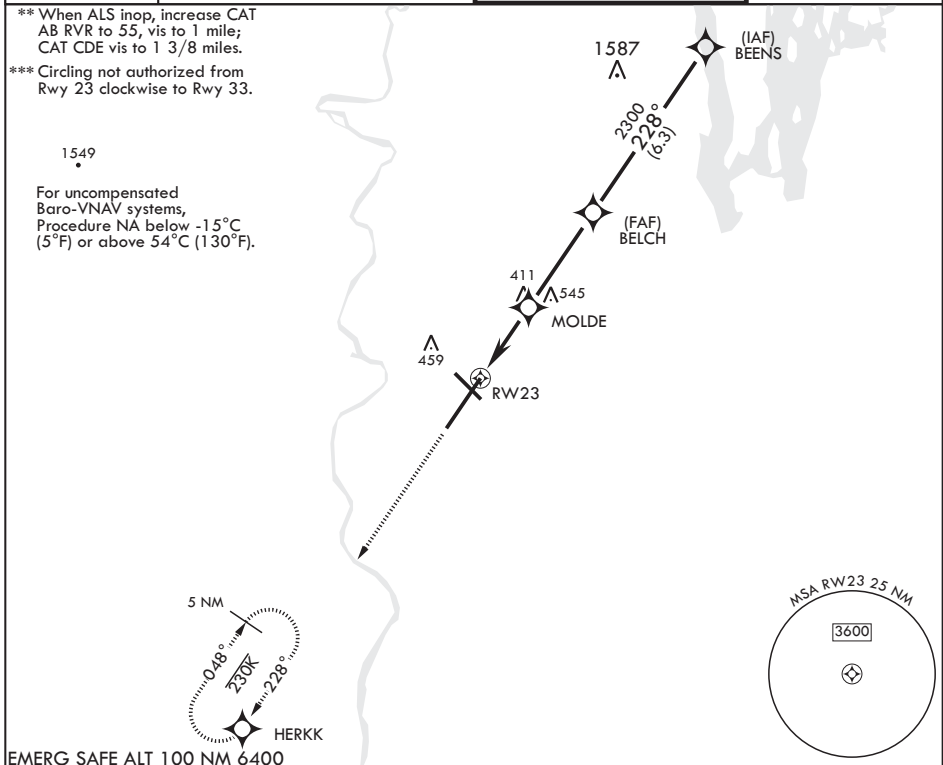 ** When ALS inop, increase CAT
AB RVR to 55, vis to 1 mile;
CAT CDE vis to 1 3/8 miles.
*** Circling not authorized from
Rwy 23 clockwise to Rwy 33.
1549
For uncompensated
Baro-VNAV systems,
Procedure NA below -15°C
(5°F) or above 54°C (130°F).
1587
(IAF)
BEENS
2300
228°
(6.3)
(FAF)
BELCH
411
545
MOLDE
459
RW23
5 NM
048°
230K
228°
HERKK
MSA RW23 25 NM
3600
EMERG SAFE ALT 100 NM 6400